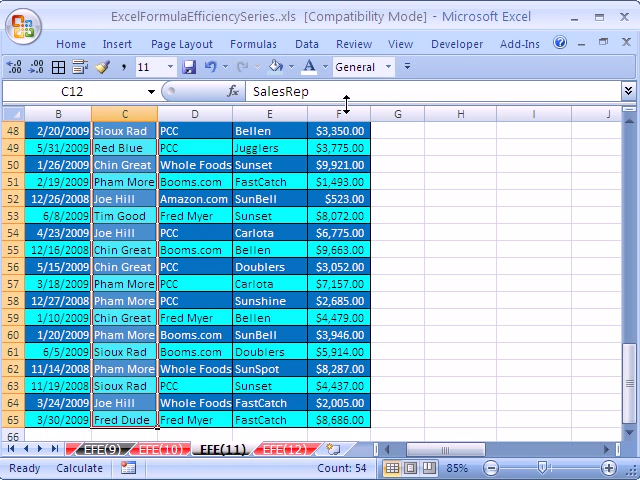 ExcelFormulaEfficiencySeries..xls [Compatibility Mode] - Microsoft Excel
Home Insert Page Layout Formulas Data Review View Developer Add-Ins
11 General
C12 fx SalesRep
B C D E F G H I J
48 2/20/2009 Sioux Rad PCC Bellen $3,350.00
49 5/31/2009 Red Blue PCC Jugglers $3,775.00
50 1/26/2009 Chin Great Whole Foods Sunset $9,921.00
51 2/19/2009 Pham More Booms.com FastCatch $1,493.00
52 12/26/2008 Joe Hill Amazon.com SunBell $523.00
53 6/8/2009 Tim Good Fred Myer Sunset $8,072.00
54 4/23/2009 Joe Hill PCC Carlota $6,775.00
55 12/16/2008 Chin Great Booms.com Bellen $9,663.00
56 5/15/2009 Chin Great PCC Doublers $3,052.00
57 3/18/2009 Pham More PCC Carlota $7,157.00
58 12/27/2008 Pham More PCC Sunshine $2,685.00
59 1/10/2009 Chin Great Fred Myer Bellen $4,479.00
60 1/20/2009 Pham More Booms.com SunBell $3,946.00
61 6/5/2009 Sioux Rad Booms.com Doublers $5,914.00
62 11/14/2008 Pham More Whole Foods SunSpot $8,287.00
63 11/19/2008 Sioux Rad PCC Sunset $4,437.00
64 3/24/2009 Joe Hill Whole Foods FastCatch $2,005.00
65 3/30/2009 Fred Dude Fred Myer FastCatch $8,686.00
66
EFE(9) EFE(10) EFE(11) EFE(12)
Ready Calculate Count: 54 85%